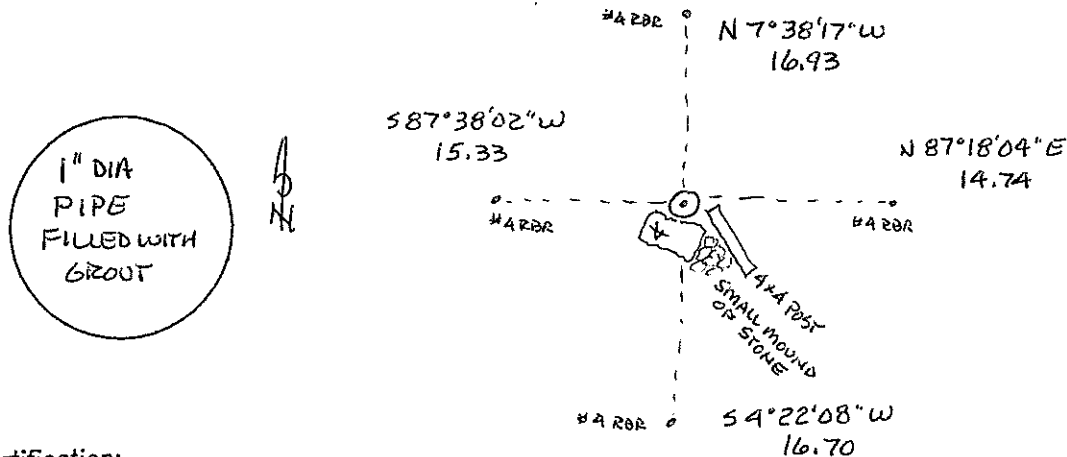 #4 RBR
N 7°38'17" W
16.93
S 87°38'02" W
15.33
N 87°18'04" E
14.74
1" DIA
PIPE
FILLED WITH
GROUT
N
#4 RBR
#4 RBR
4x4 POST
SMALL MOUND
OF STONE
#4 RBR
S 4°22'08" W
16.70